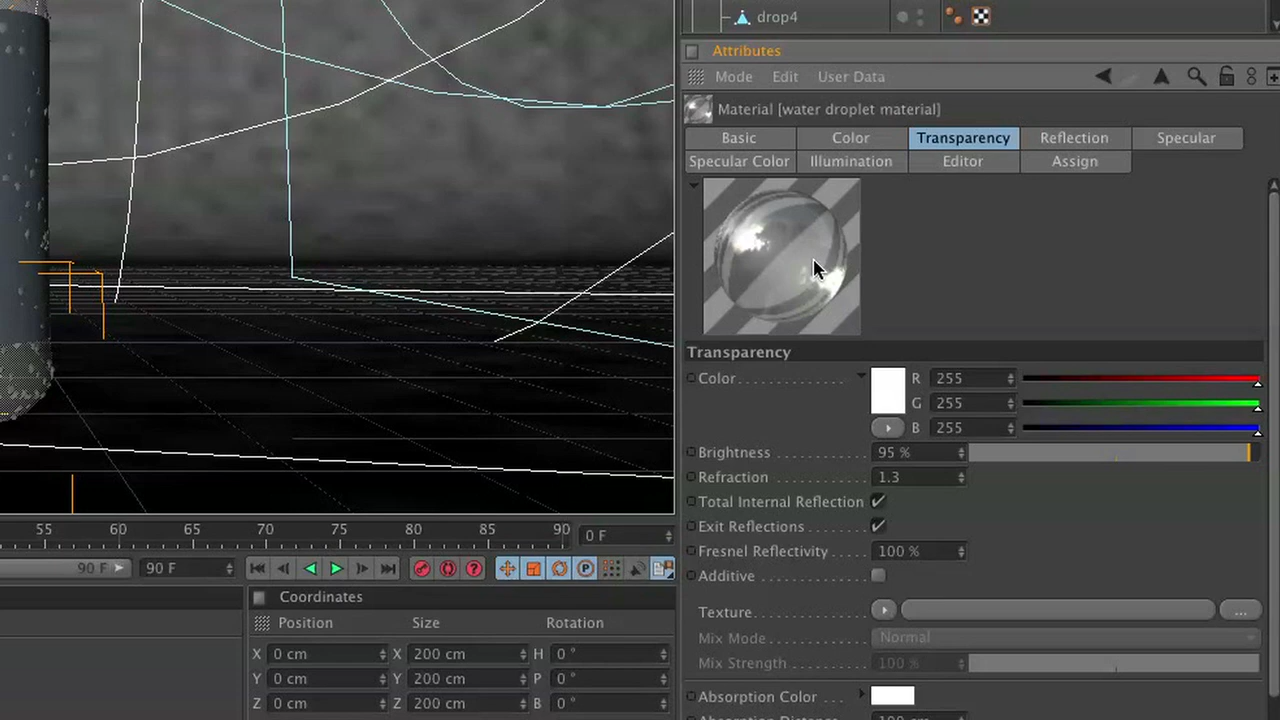 drop4
Attributes
Mode Edit User Data
Material [water droplet material]
Basic Color Transparency Reflection Specular
Specular Color Illumination Editor Assign
Transparency
Color R 255
G 255
B 255
Brightness 95 %
Refraction 1.3
Total Internal Reflection
Exit Reflections
Fresnel Reflectivity 100 %
Additive
Texture ...
Mix Mode Normal
Mix Strength 100 %
Absorption Color
55 60 65 70 75 80 85 90 0 F
90 F 90 F
Coordinates
Position Size Rotation
X 0 cm X 200 cm H 0 °
Y 0 cm Y 200 cm P 0 °
Z 0 cm Z 200 cm B 0 °